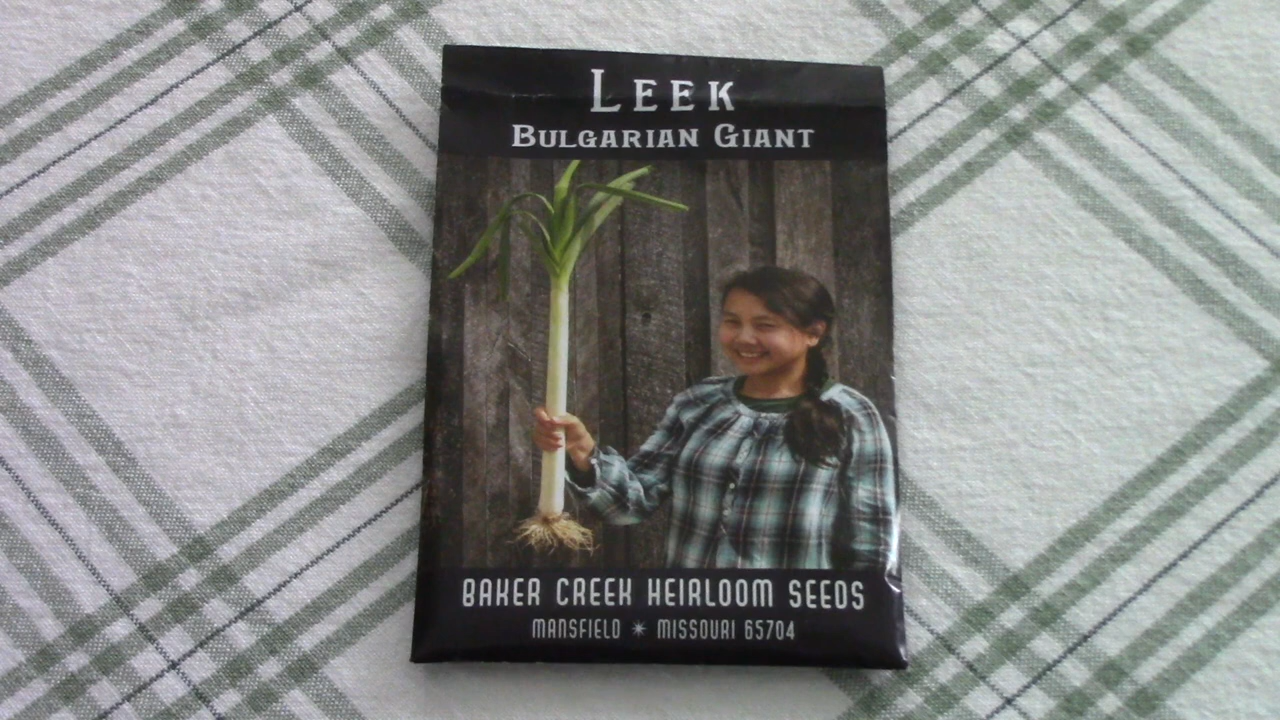 LEEK
BULGARIAN GIANT
BAKER CREEK HEIRLOOM SEEDS
MANSFIELD ✷ MISSOURI 65704